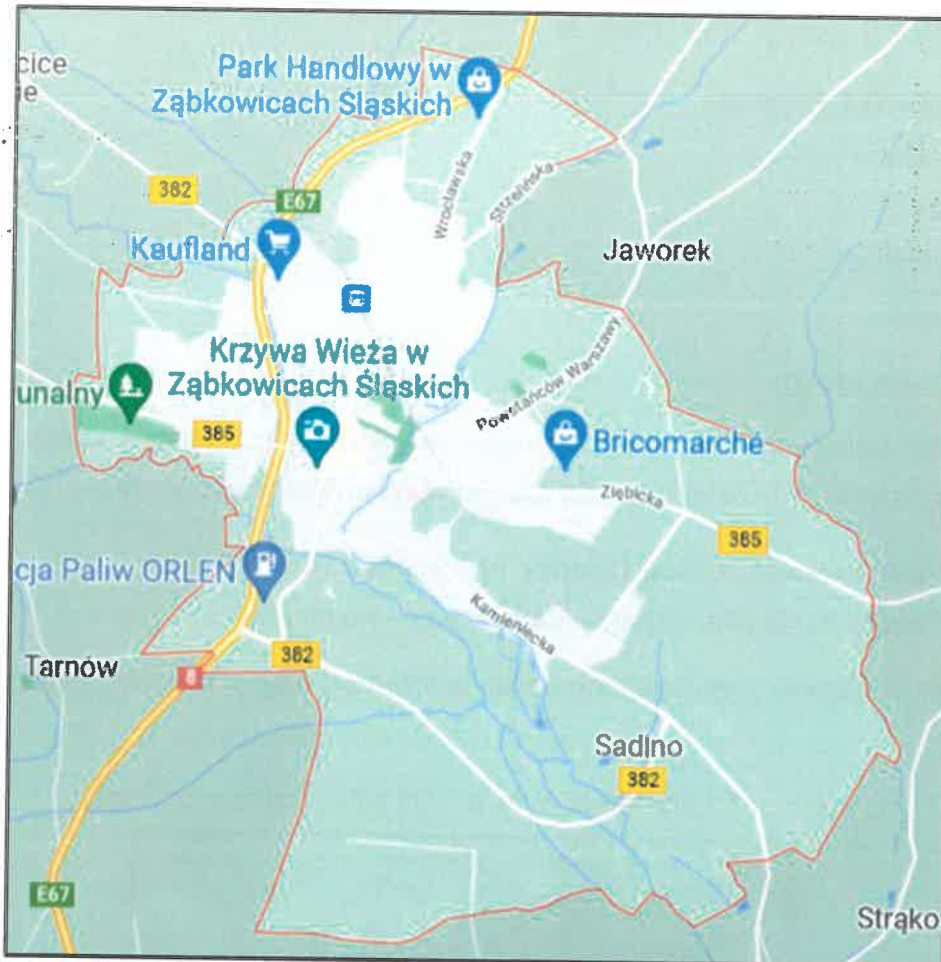 cice
Park Handlowy w
Ząbkowicach Śląskich
382
E67
Wrocławska
Strzelińska
Kaufland
Jaworek
Krzywa Wieża w
Ząbkowicach Śląskich
unalny
385
Powstańców Warszawy
Bricomarché
Ziębicka
385
cja Paliw ORLEN
Kamieniecka
Tarnów
382
8
Sadlno
382
E67
Strąko